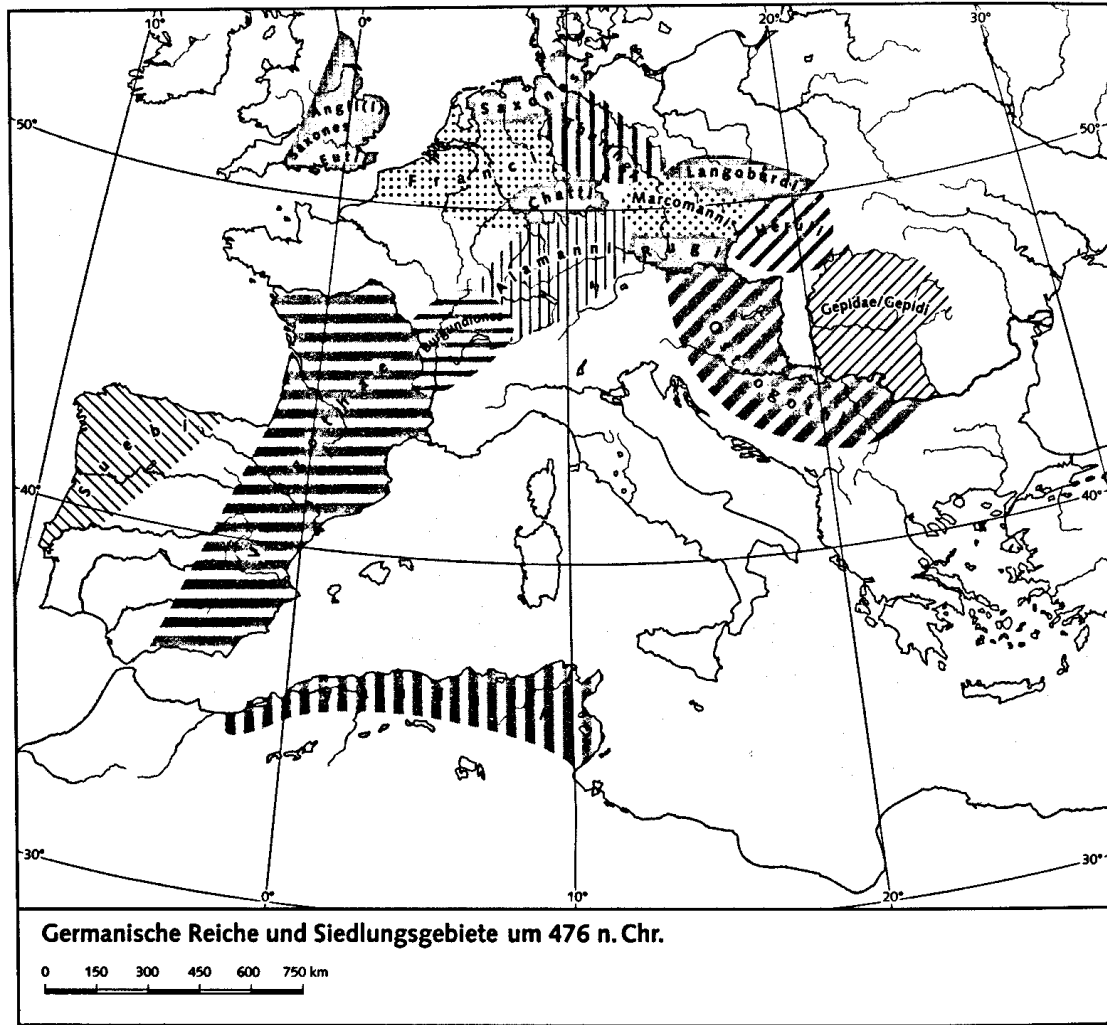 10°
0°
20°
30°
50°
50°
Angli(i)
Saxones
Euti
Saxones
Franci
Chatti
Langobardi
Marcomanni
Heruli
Rugi
Alamanni
Gepidae/Gepidi
Burgundiones
Suebi
40°
40°
30°
30°
0°
10°
20°
Germanische Reiche und Siedlungsgebiete um 476 n. Chr.
0 150 300 450 600 750 km